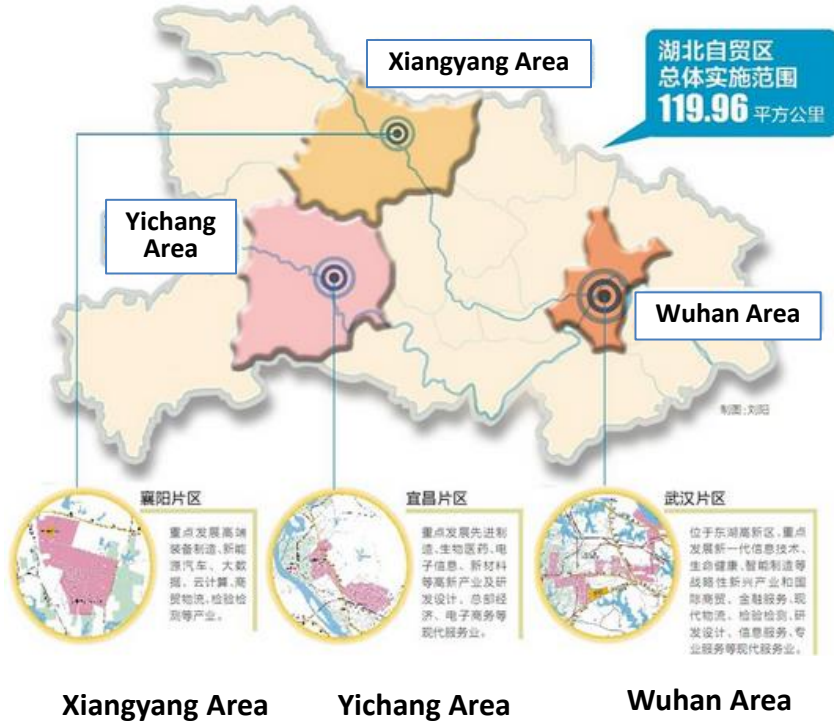 Xiangyang Area
湖北自贸区
总体实施范围
119.96 平方公里
Yichang
Area
Wuhan Area
制图:刘阳
襄阳片区
重点发展高端
装备制造、新能
源汽车、大数
据、云计算、商
贸物流、检验检
测等产业。
宜昌片区
重点发展先进制
造、生物医药、电
子信息、新材料
等高新产业及研
发设计、总部经
济、电子商务等
现代服务业。
武汉片区
位于东湖高新区,重点
发展新一代信息技术、
生命健康、智能制造等
战略性新兴产业和国
际商贸、金融服务、现
代物流、检验检测、研
发设计、信息服务、专
业服务等现代服务业。
Xiangyang Area
Yichang Area
Wuhan Area